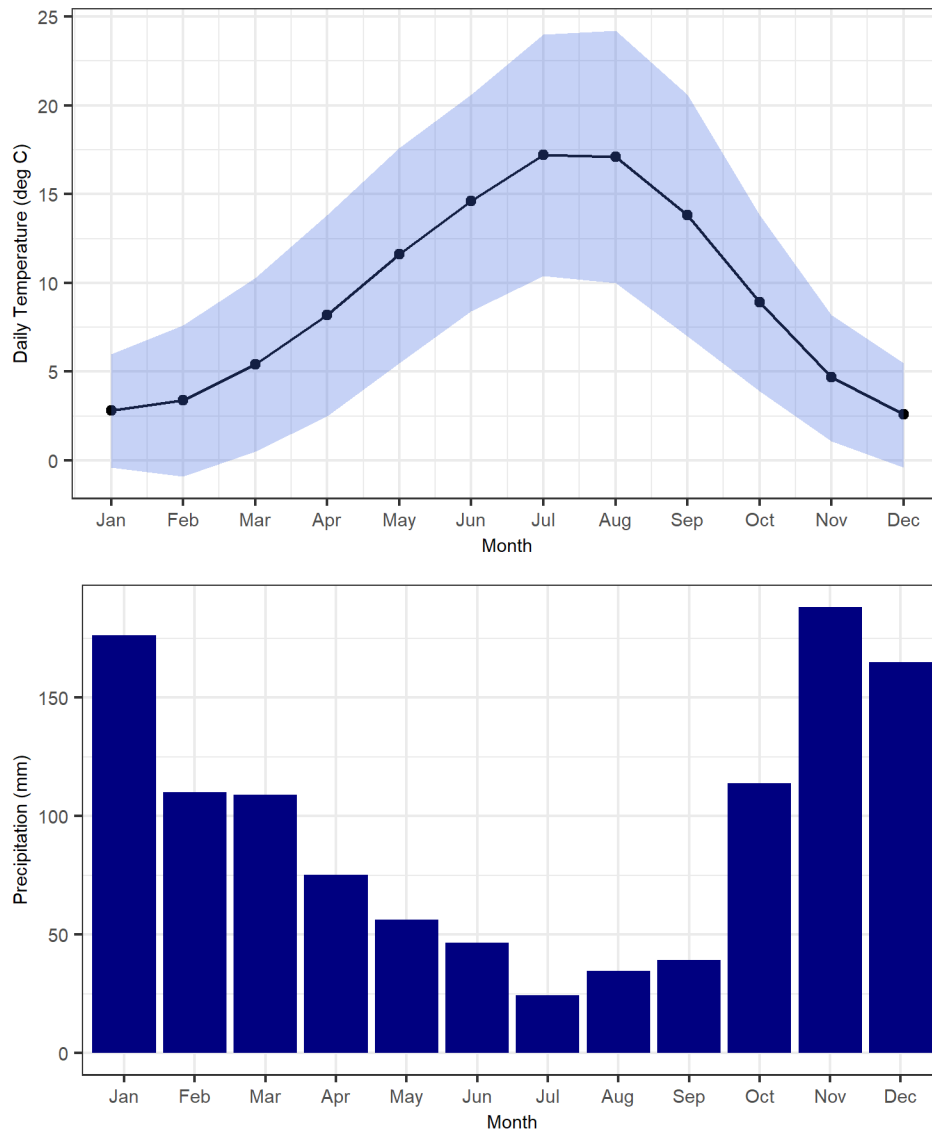 25
20
15
10
5
0
Daily Temperature (deg C)
Jan Feb Mar Apr May Jun Jul Aug Sep Oct Nov Dec
Month
150
100
50
0
Precipitation (mm)
Jan Feb Mar Apr May Jun Jul Aug Sep Oct Nov Dec
Month